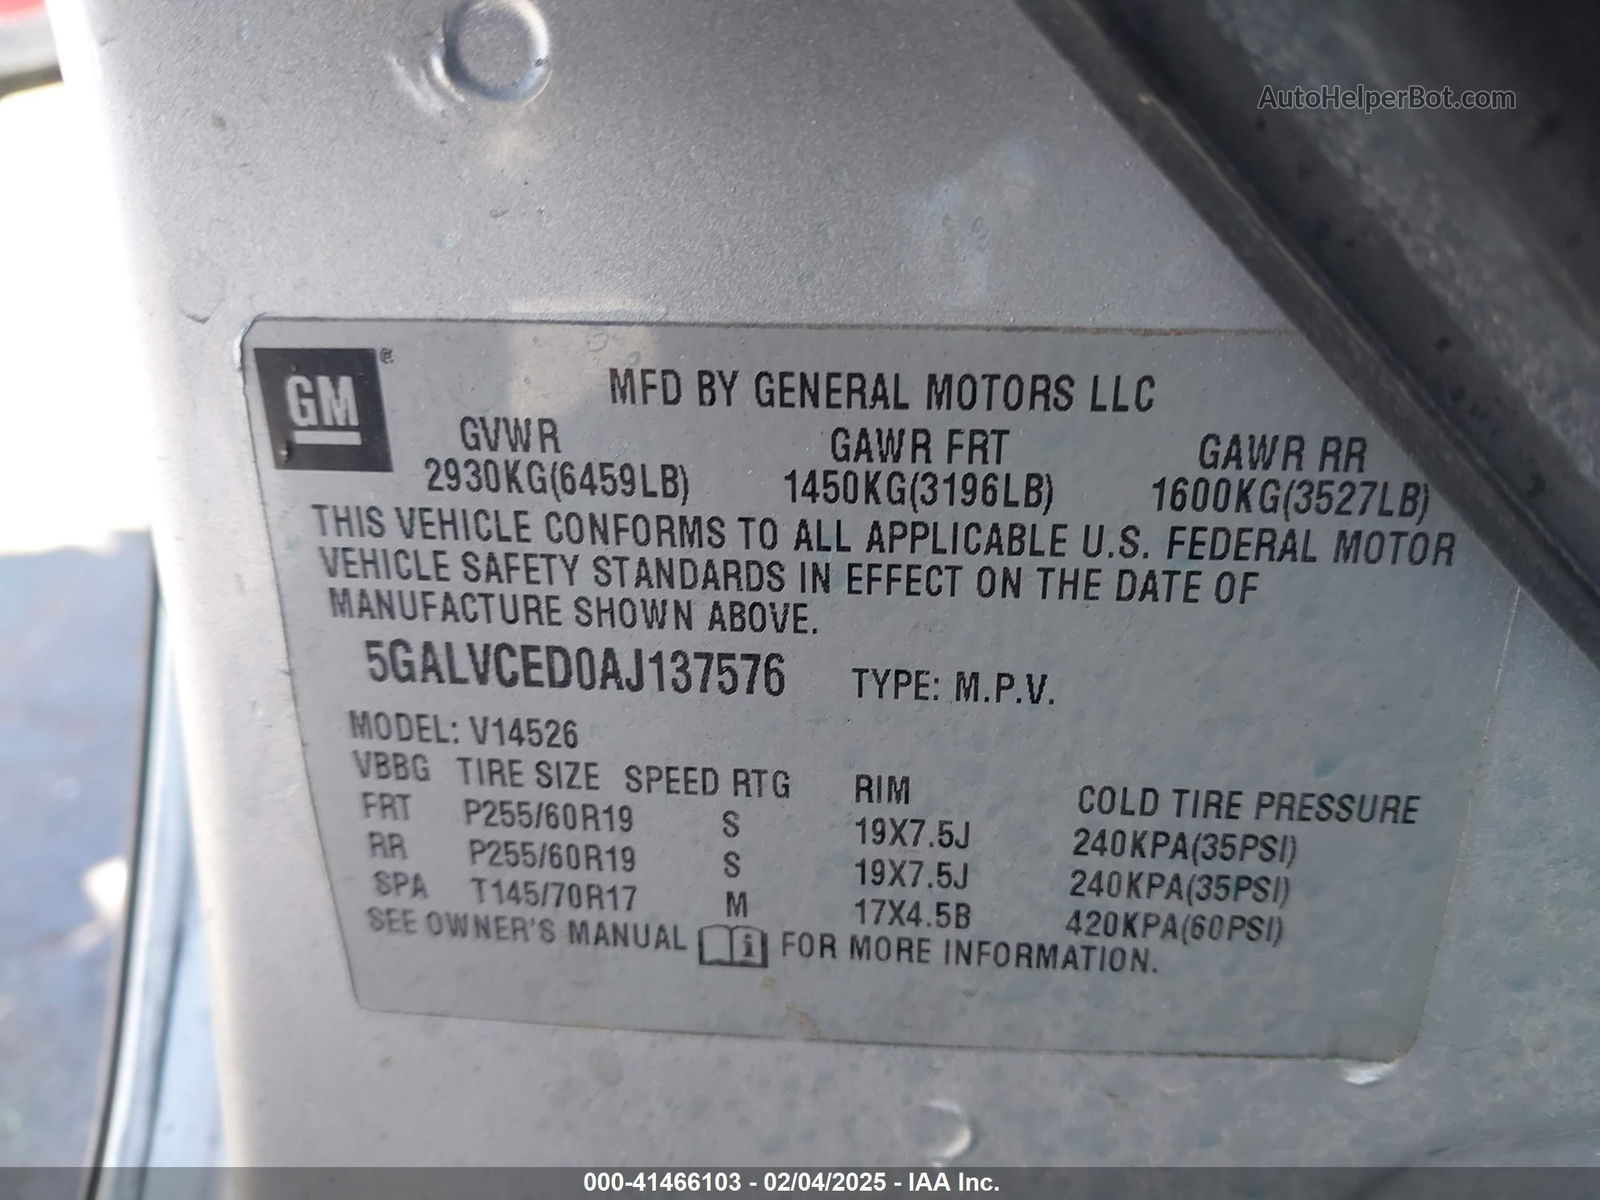 AutoHelperBot.com
GM®
MFD BY GENERAL MOTORS LLC
GVWR GAWR FRT GAWR RR
2930KG(6459LB) 1450KG(3196LB) 1600KG(3527LB)
THIS VEHICLE CONFORMS TO ALL APPLICABLE U.S. FEDERAL MOTOR
VEHICLE SAFETY STANDARDS IN EFFECT ON THE DATE OF
MANUFACTURE SHOWN ABOVE.
5GALVCED0AJ137576 TYPE: M.P.V.
MODEL: V14526
VBBG TIRE SIZE SPEED RTG RIM COLD TIRE PRESSURE
FRT P255/60R19 S 19X7.5J 240KPA(35PSI)
RR P255/60R19 S 19X7.5J 240KPA(35PSI)
SPA T145/70R17 M 17X4.5B 420KPA(60PSI)
SEE OWNER'S MANUAL i FOR MORE INFORMATION.
000-41466103 - 02/04/2025 - IAA Inc.